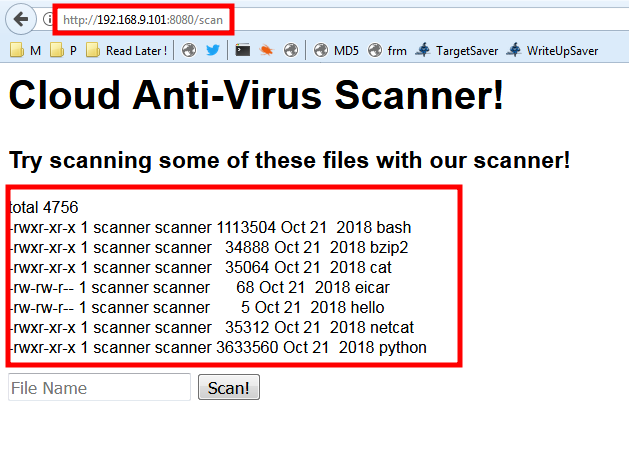 http://192.168.9.101:8080/scan
M P Read Later ! MD5 frm TargetSaver WriteUpSaver
Cloud Anti-Virus Scanner!
Try scanning some of these files with our scanner!
total 4756
-rwxr-xr-x 1 scanner scanner 1113504 Oct 21 2018 bash
-rwxr-xr-x 1 scanner scanner 34888 Oct 21 2018 bzip2
-rwxr-xr-x 1 scanner scanner 35064 Oct 21 2018 cat
-rw-rw-r-- 1 scanner scanner 68 Oct 21 2018 eicar
-rw-rw-r-- 1 scanner scanner 5 Oct 21 2018 hello
-rwxr-xr-x 1 scanner scanner 35312 Oct 21 2018 netcat
-rwxr-xr-x 1 scanner scanner 3633560 Oct 21 2018 python
File Name Scan!